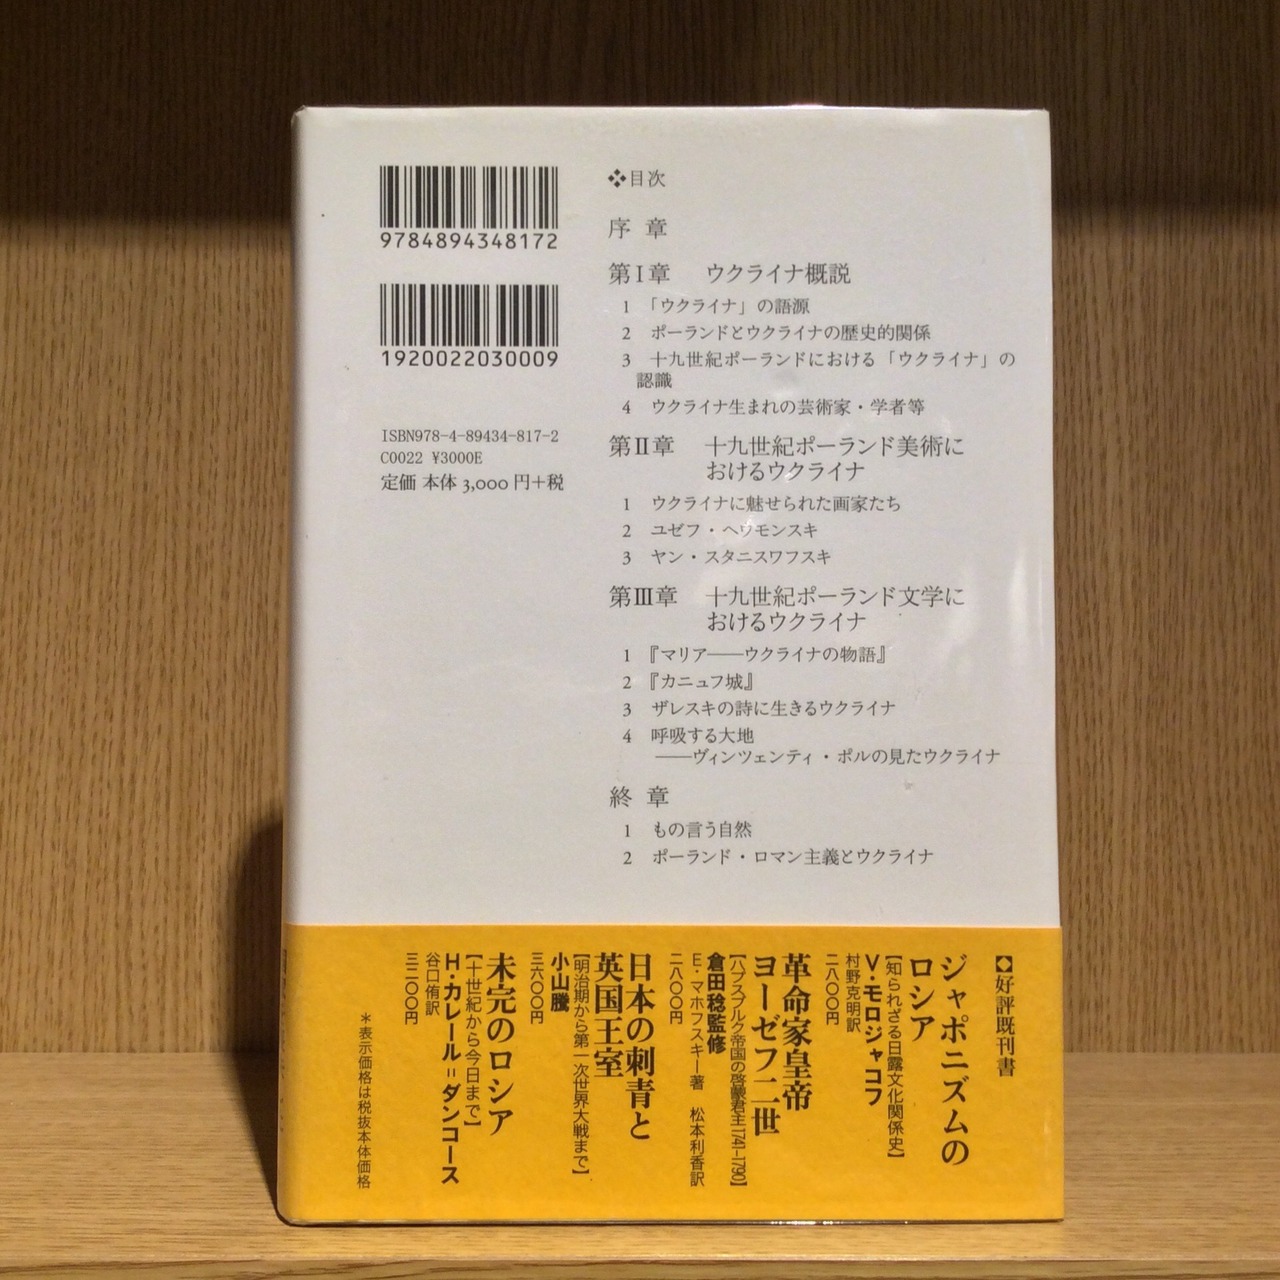 9784894348172
1920022030009
ISBN978-4-89434-817-2
C0022 ¥3000E
定価 本体 3,000 円+税
❖目次
序 章
第Ⅰ章 ウクライナ概説
1 「ウクライナ」の語源
2 ポーランドとウクライナの歴史的関係
3 十九世紀ポーランドにおける「ウクライナ」の
認識
4 ウクライナ生まれの芸術家・学者等
第Ⅱ章 十九世紀ポーランド美術に
おけるウクライナ
1 ウクライナに魅せられた画家たち
2 ユゼフ・ヘウモンスキ
3 ヤン・スタニスワフスキ
第Ⅲ章 十九世紀ポーランド文学に
おけるウクライナ
1 『マリア――ウクライナの物語』
2 『カニュフ城』
3 ザレスキの詩に生きるウクライナ
4 呼吸する大地
――ヴィンツェンティ・ポルの見たウクライナ
終 章
1 もの言う自然
2 ポーランド・ロマン主義とウクライナ
◆好評既刊書
ジャポニズムの
ロシア
[知られざる日露文化関係史]
V・モロジャコフ
村野克明訳
二八〇〇円
革命家皇帝
ヨーゼフ二世
[ハプスブルク帝国の啓蒙君主1741-1790]
倉田稔監修
E・マホフスキー著 松本利香訳
二八〇〇円
日本の刺青と
英国王室
[明治期から第一次世界大戦まで]
小山騰
三六〇〇円
未完のロシア
[十世紀から今日まで]
H・カレール=ダンコース
谷口侑訳
三二〇〇円
*表示価格は税抜本体価格